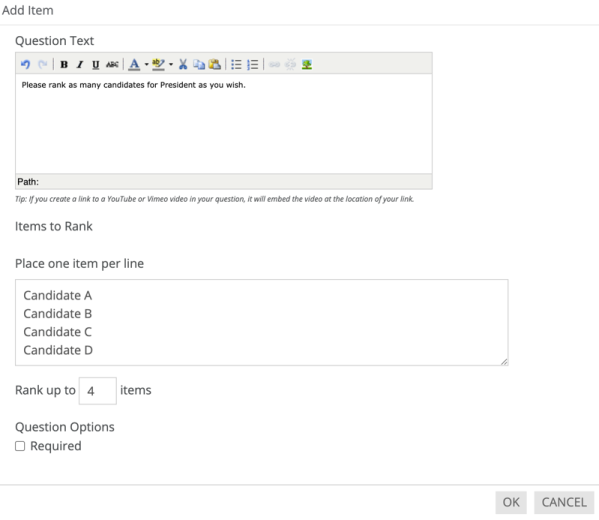 Add Item
Question Text
B I U ABC A ab
Please rank as many candidates for President as you wish.
Path:
Tip: If you create a link to a YouTube or Vimeo video in your question, it will embed the video at the location of your link.
Items to Rank
Place one item per line
Candidate A
Candidate B
Candidate C
Candidate D
Rank up to 4 items
Question Options
Required
OK CANCEL